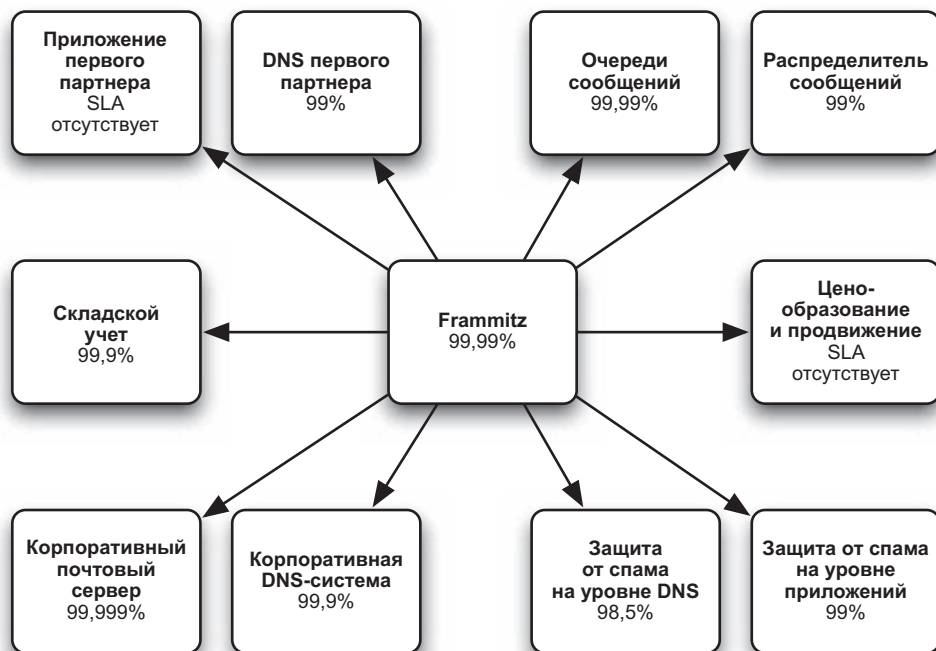 Приложение
первого
партнера
SLA
отсутствует
DNS первого
партнера
99%
Очереди
сообщений
99,99%
Распределитель
сообщений
99%
Складской
учет
99,9%
Frammitz
99,99%
Цено-
образование
и продвижение
SLA
отсутствует
Корпоративный
почтовый
сервер
99,999%
Корпоративная
DNS-система
99,9%
Защита
от спама
на уровне DNS
98,5%
Защита от спама
на уровне
приложений
99%